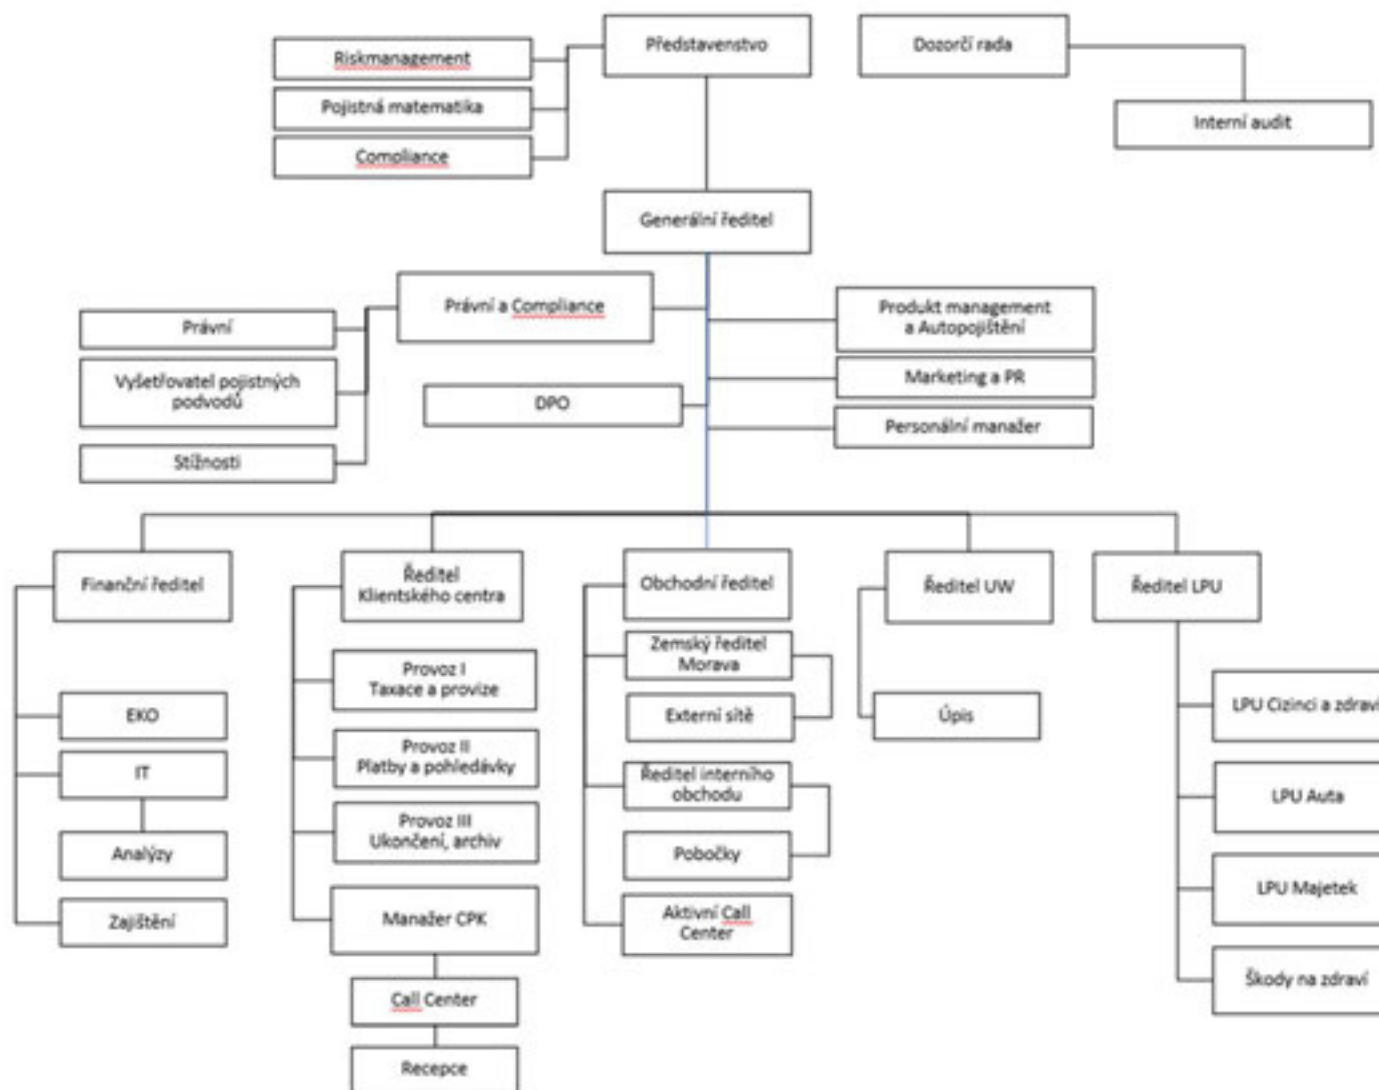 Představenstvo
Dozorčí rada
Riskmanagement
Pojistná matematika
Compliance
Interní audit
Generální ředitel
Právní a Compliance
Právní
Vyšetřovatel pojistných
podvodů
Stížnosti
DPO
Produkt management
a Autopojištění
Marketing a PR
Personální manažer
Finanční ředitel
EKO
IT
Analýzy
Zajištění
Ředitel
Klientského centra
Provoz I
Taxace a provize
Provoz II
Platby a pohledávky
Provoz III
Ukončení, archiv
Manažer CPK
Call Center
Recepce
Obchodní ředitel
Zemský ředitel
Morava
Externí sítě
Ředitel interního
obchodu
Pobočky
Aktivní Call
Center
Ředitel UW
Úpis
Ředitel LPU
LPU Cizinci a zdraví
LPU Auta
LPU Majetek
Škody na zdraví